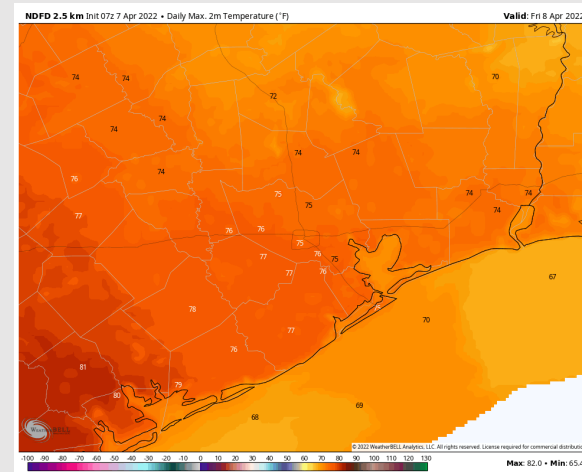 NDFD 2.5 km Init 07z 7 Apr 2022 • Daily Max. 2m Temperature (°F)
Valid: Fri 8 Apr 2022
74 74 70
72
74
74
74 74
74
76 75 74 74
75 74
77
76 76 75
77 76 75
77 76 67
78
70
77
76
81
79
80
69
68
WeatherBELL
© 2022 WeatherBELL Analytics, LLC. All rights reserved. License required for commercial distribution
-100 -90 -80 -70 -60 -50 -40 -30 -20 -10 0 10 20 30 40 50 60 70 80 90 100 110 120 130
Max: 82.0 • Min: 65.4